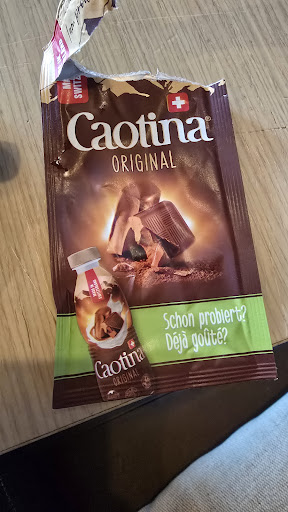 Caotina®
ORIGINAL
Schon probiert?
Déjà goûté?
Caotina
ORIGINAL